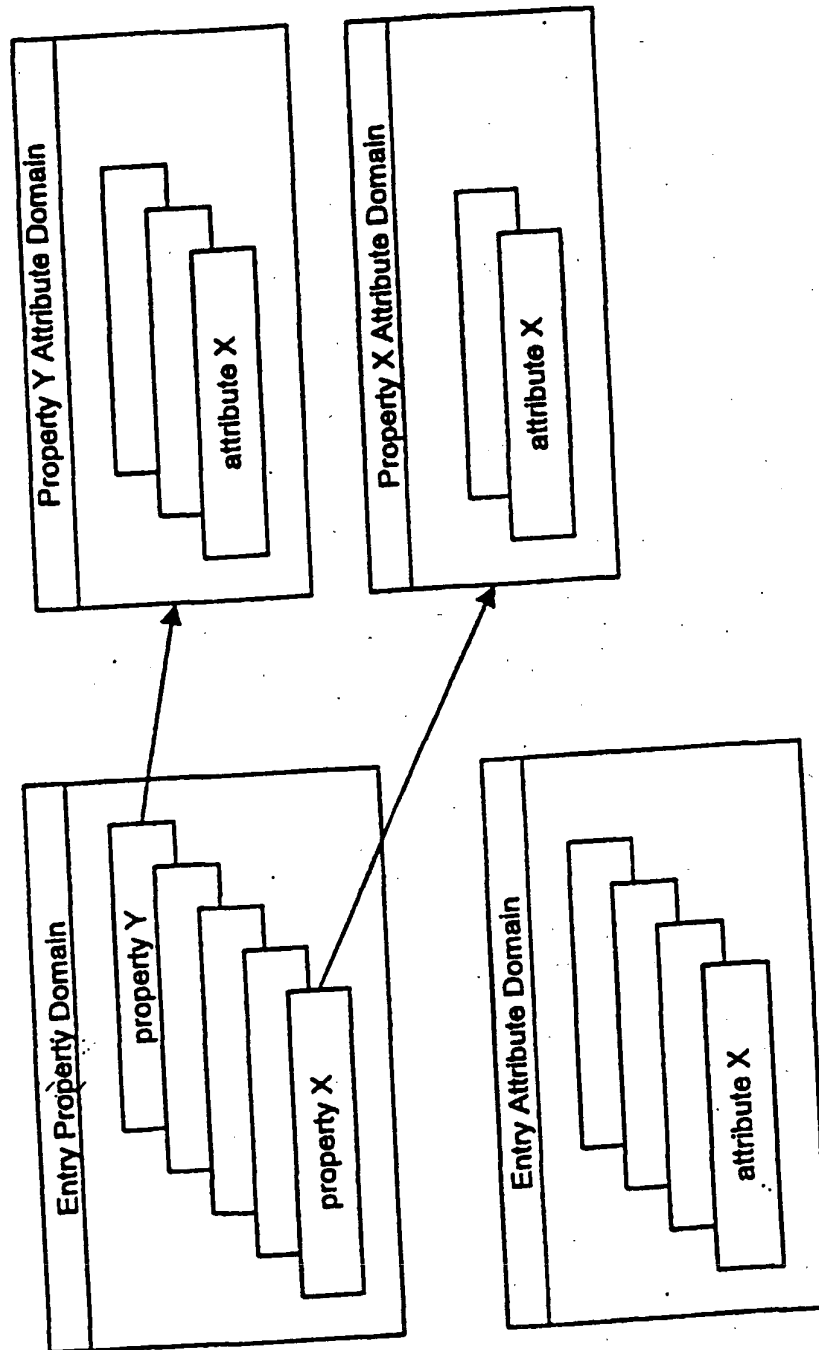 Entry Property Domain
property Y
property X
Property Y Attribute Domain
attribute X
Property X Attribute Domain
attribute X
Entry Attribute Domain
attribute X